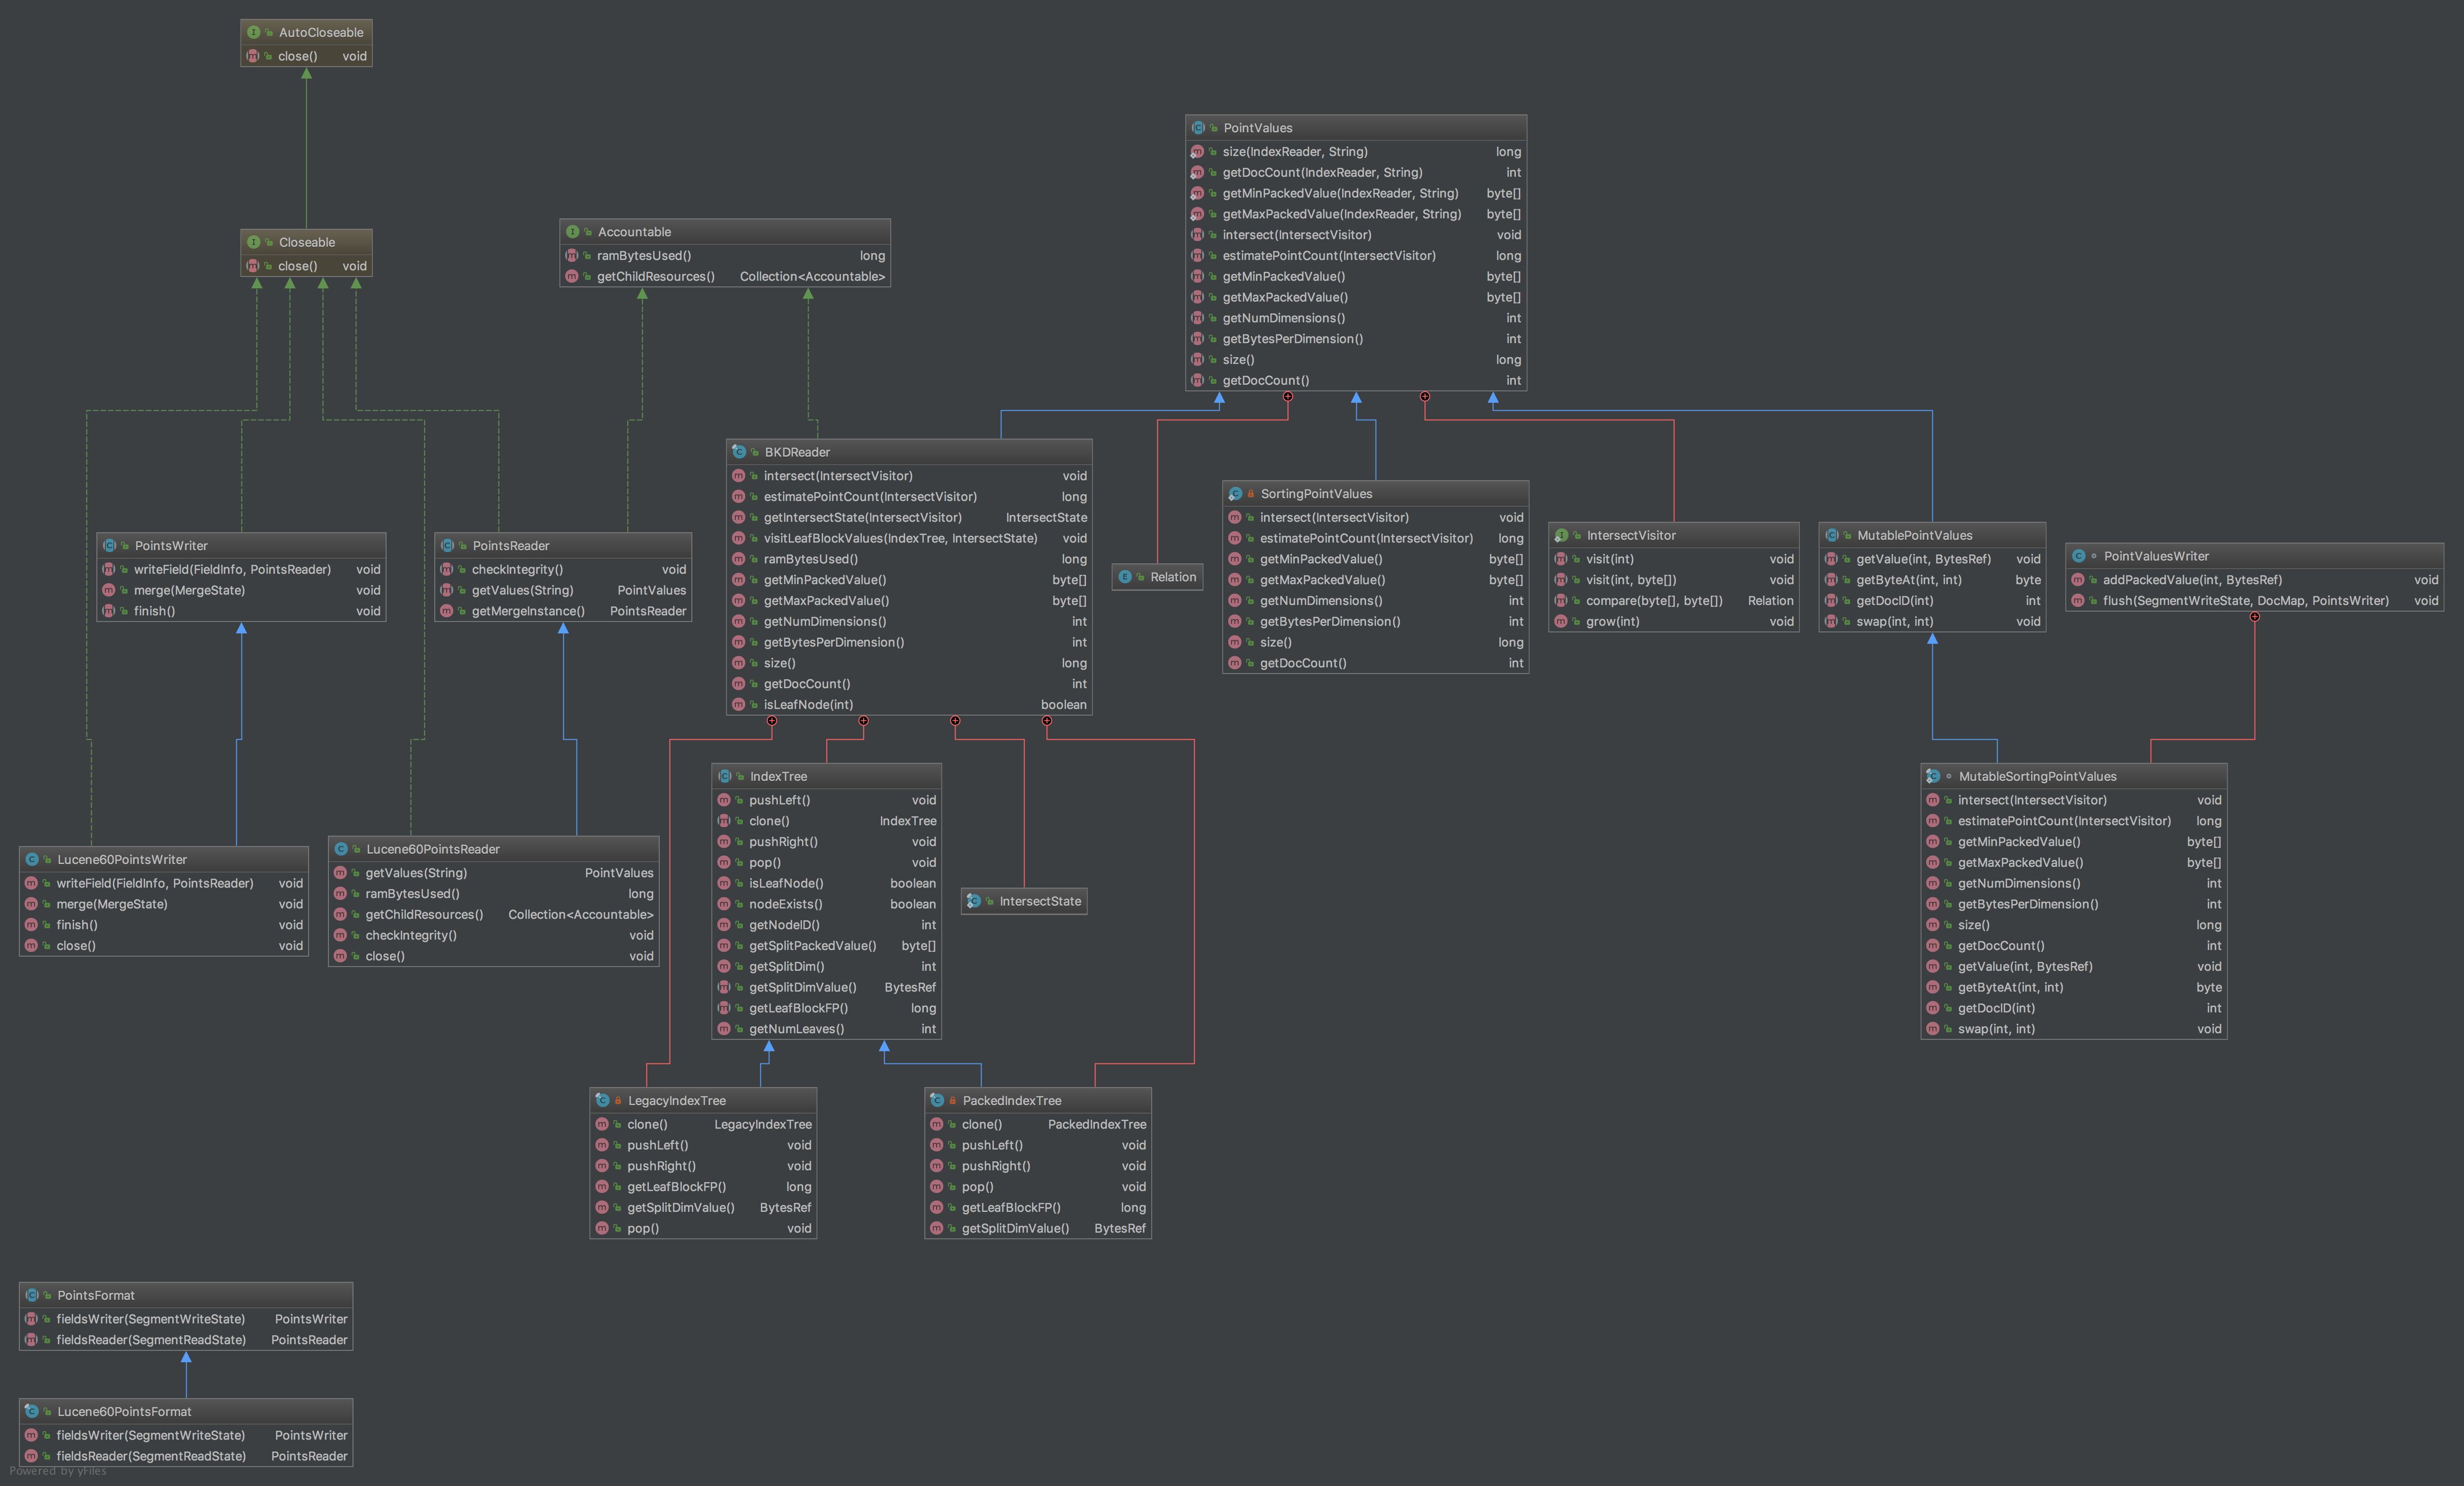 AutoCloseable
close() void
Closeable
close() void
Accountable
ramBytesUsed() long
getChildResources() Collection<Accountable>
PointValues
size(IndexReader, String) long
getDocCount(IndexReader, String) int
getMinPackedValue(IndexReader, String) byte[]
getMaxPackedValue(IndexReader, String) byte[]
intersect(IntersectVisitor) void
estimatePointCount(IntersectVisitor) long
getMinPackedValue() byte[]
getMaxPackedValue() byte[]
getNumDimensions() int
getBytesPerDimension() int
size() long
getDocCount() int
BKDReader
intersect(IntersectVisitor) void
estimatePointCount(IntersectVisitor) long
getIntersectState(IntersectVisitor) IntersectState
visitLeafBlockValues(IndexTree, IntersectState) void
ramBytesUsed() long
getMinPackedValue() byte[]
getMaxPackedValue() byte[]
getNumDimensions() int
getBytesPerDimension() int
size() long
getDocCount() int
isLeafNode(int) boolean
PointsWriter
writeField(FieldInfo, PointsReader) void
merge(MergeState) void
finish() void
PointsReader
checkIntegrity() void
getValues(String) PointValues
getMergeInstance() PointsReader
Relation
SortingPointValues
intersect(IntersectVisitor) void
estimatePointCount(IntersectVisitor) long
getMinPackedValue() byte[]
getMaxPackedValue() byte[]
getNumDimensions() int
getBytesPerDimension() int
size() long
getDocCount() int
IntersectVisitor
visit(int) void
visit(int, byte[]) void
compare(byte[], byte[]) Relation
grow(int) void
MutablePointValues
getValue(int, BytesRef) void
getByteAt(int, int) byte
getDocID(int) int
swap(int, int) void
PointValuesWriter
addPackedValue(int, BytesRef) void
flush(SegmentWriteState, DocMap, PointsWriter) void
Lucene60PointsWriter
writeField(FieldInfo, PointsReader) void
merge(MergeState) void
finish() void
close() void
Lucene60PointsReader
getValues(String) PointValues
ramBytesUsed() long
getChildResources() Collection<Accountable>
checkIntegrity() void
close() void
IndexTree
pushLeft() void
clone() IndexTree
pushRight() void
pop() void
isLeafNode() boolean
nodeExists() boolean
getNodeID() int
getSplitPackedValue() byte[]
getSplitDim() int
getSplitDimValue() BytesRef
getLeafBlockFP() long
getNumLeaves() int
IntersectState
MutableSortingPointValues
intersect(IntersectVisitor) void
estimatePointCount(IntersectVisitor) long
getMinPackedValue() byte[]
getMaxPackedValue() byte[]
getNumDimensions() int
getBytesPerDimension() int
size() long
getDocCount() int
getValue(int, BytesRef) void
getByteAt(int, int) byte
getDocID(int) int
swap(int, int) void
LegacyIndexTree
clone() LegacyIndexTree
pushLeft() void
pushRight() void
getLeafBlockFP() long
getSplitDimValue() BytesRef
pop() void
PackedIndexTree
clone() PackedIndexTree
pushLeft() void
pushRight() void
pop() void
getLeafBlockFP() long
getSplitDimValue() BytesRef
PointsFormat
fieldsWriter(SegmentWriteState) PointsWriter
fieldsReader(SegmentReadState) PointsReader
Lucene60PointsFormat
fieldsWriter(SegmentWriteState) PointsWriter
fieldsReader(SegmentReadState) PointsReader
Powered by yFiles